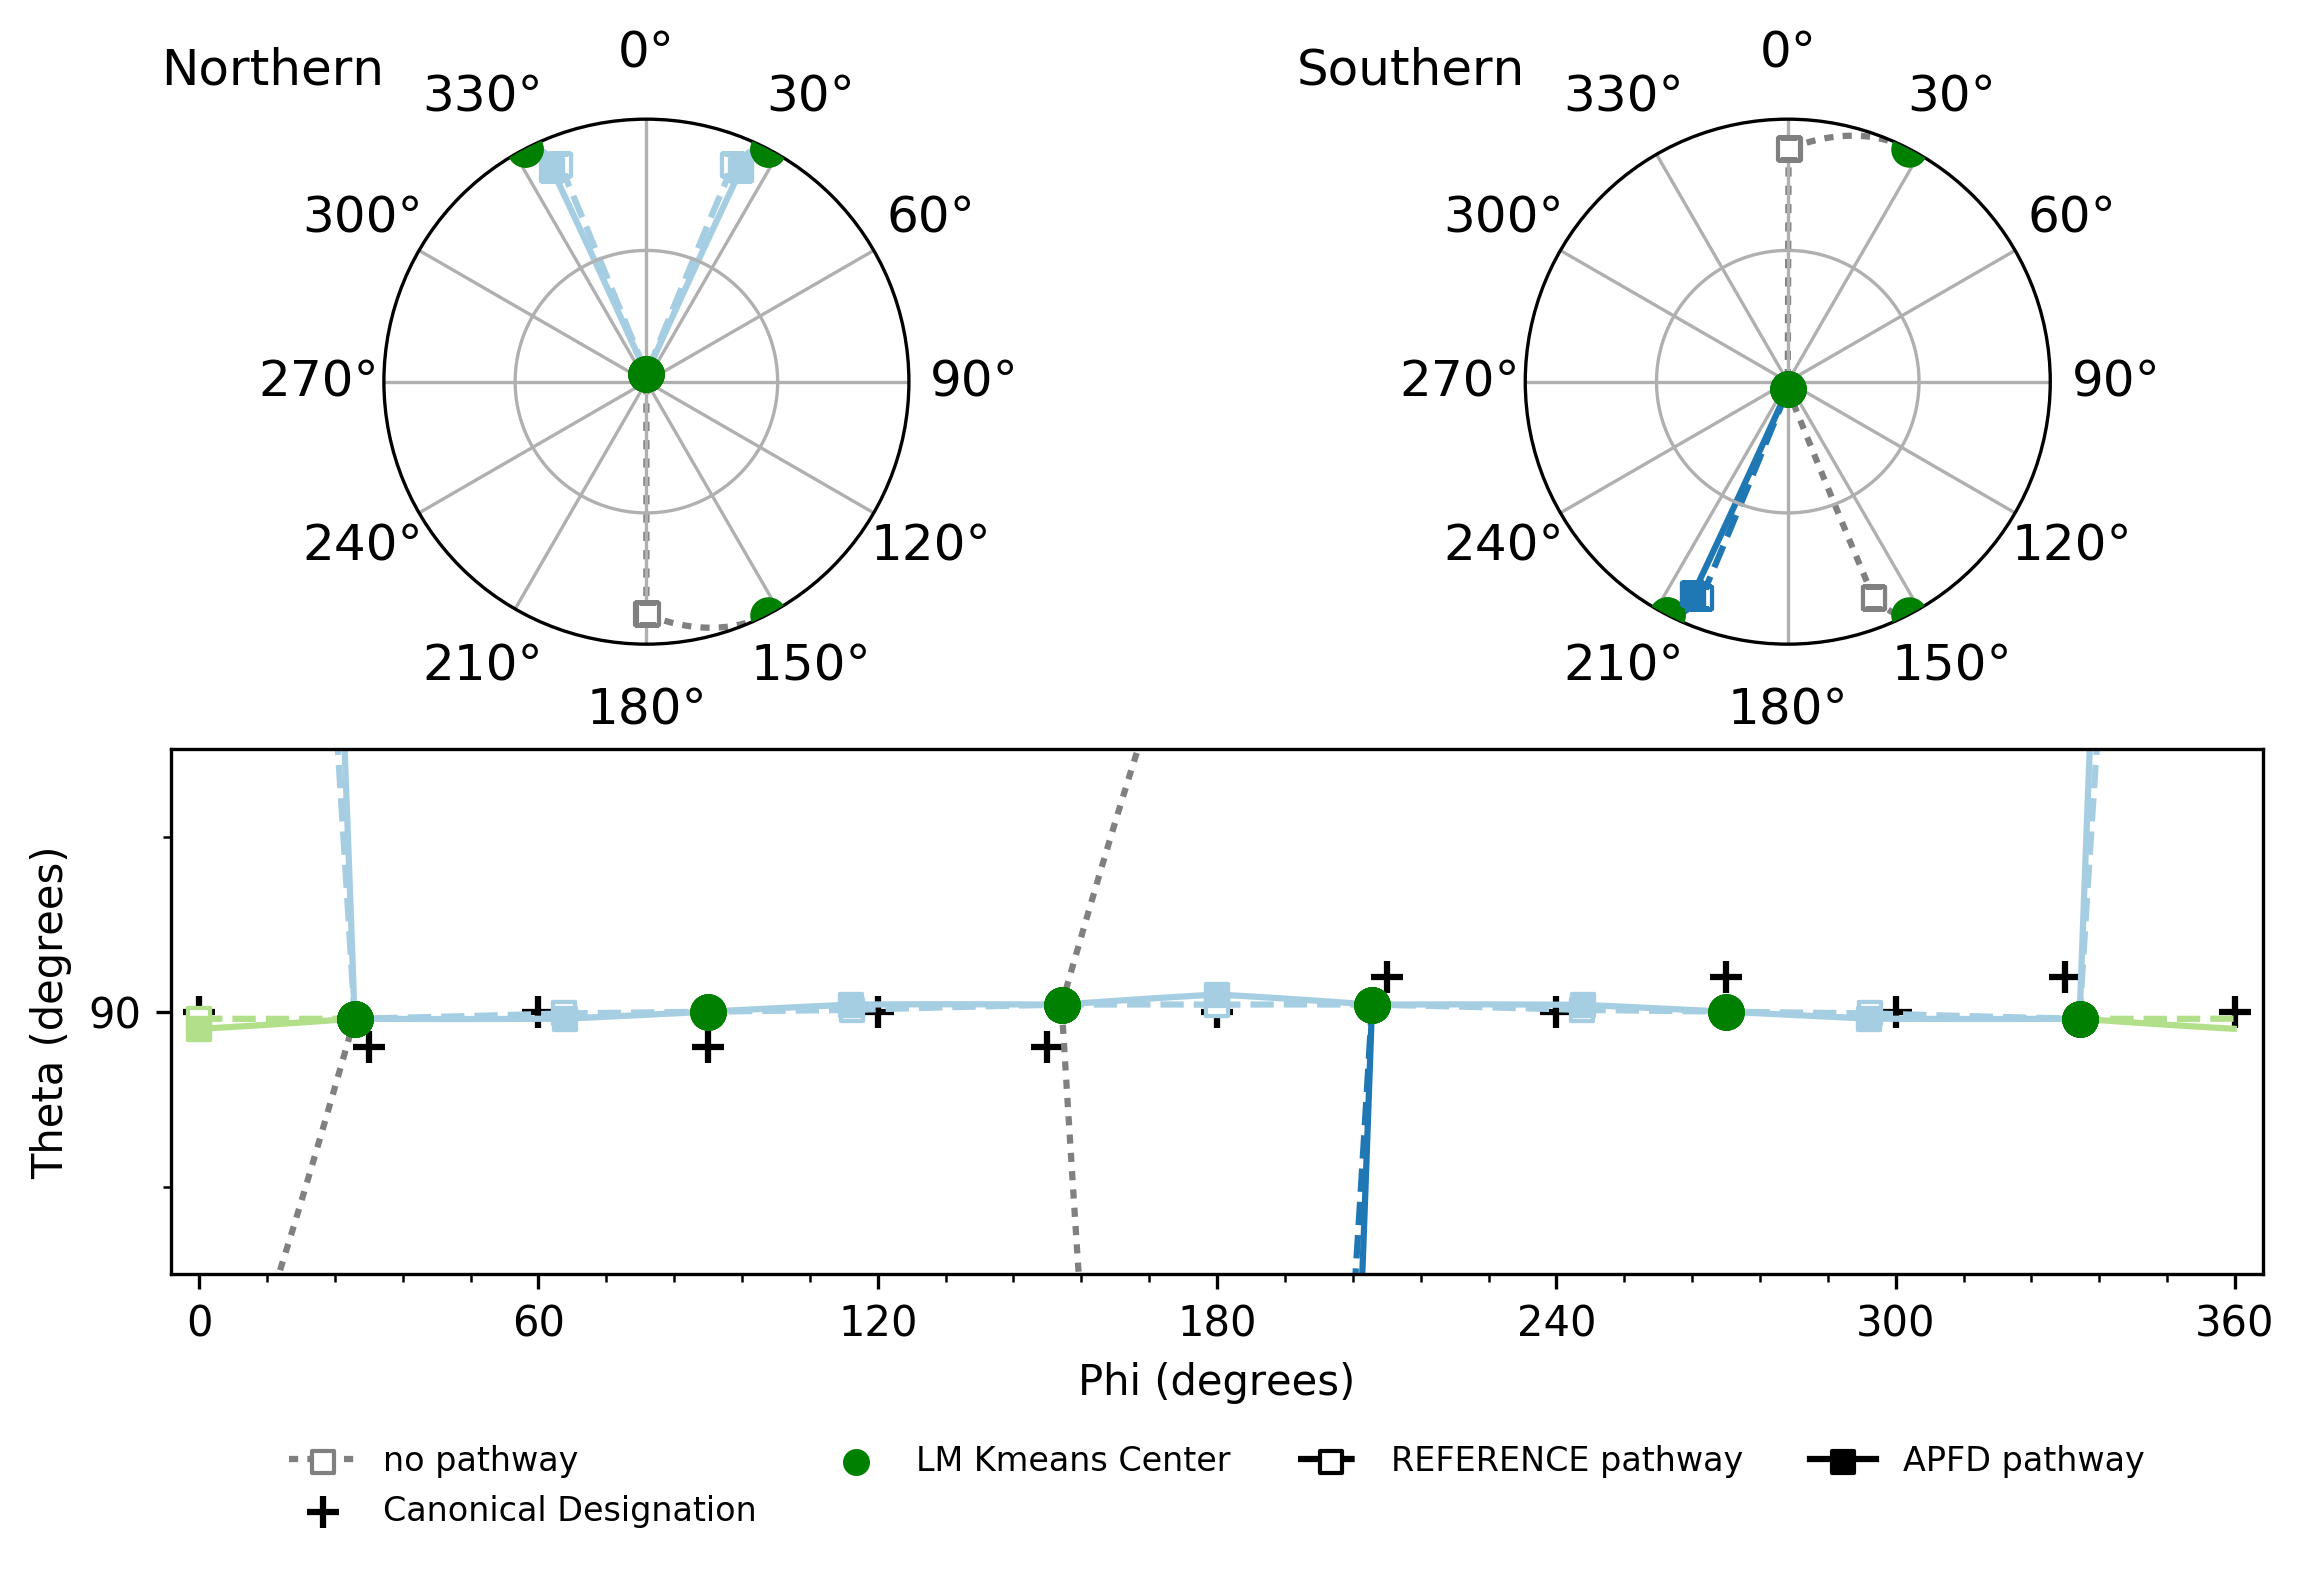 Northern
0°
30°
60°
90°
120°
150°
180°
210°
240°
270°
300°
330°
Southern
0°
30°
60°
90°
120°
150°
180°
210°
240°
270°
300°
330°
Theta (degrees)
90
0 60 120 180 240 300 360
Phi (degrees)
no pathway
Canonical Designation
LM Kmeans Center
REFERENCE pathway
APFD pathway